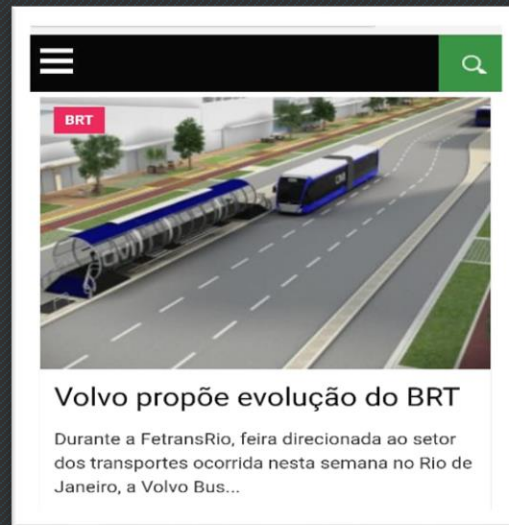 BRT
Volvo propõe evolução do BRT
Durante a FetransRio, feira direcionada ao setor
dos transportes ocorrida nesta semana no Rio de
Janeiro, a Volvo Bus...